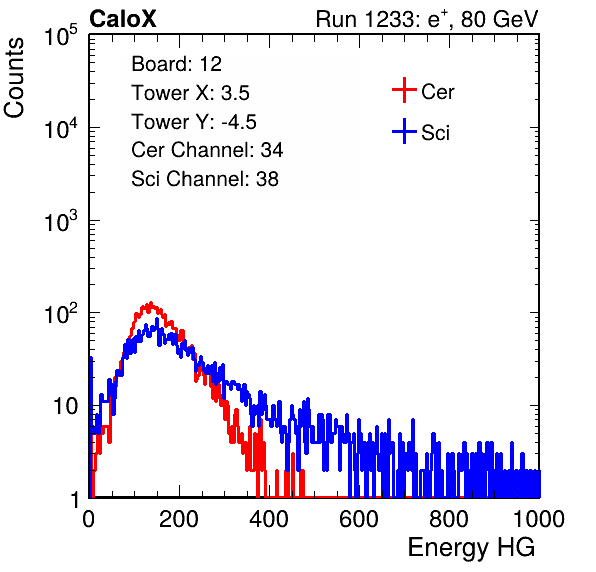 CaloX Run 1233: e⁺, 80 GeV
Counts
Board: 12
Tower X: 3.5
Tower Y: -4.5
Cer Channel: 34
Sci Channel: 38
Cer
Sci
10⁵
10⁴
10³
10²
10
1
0 200 400 600 800 1000
Energy HG